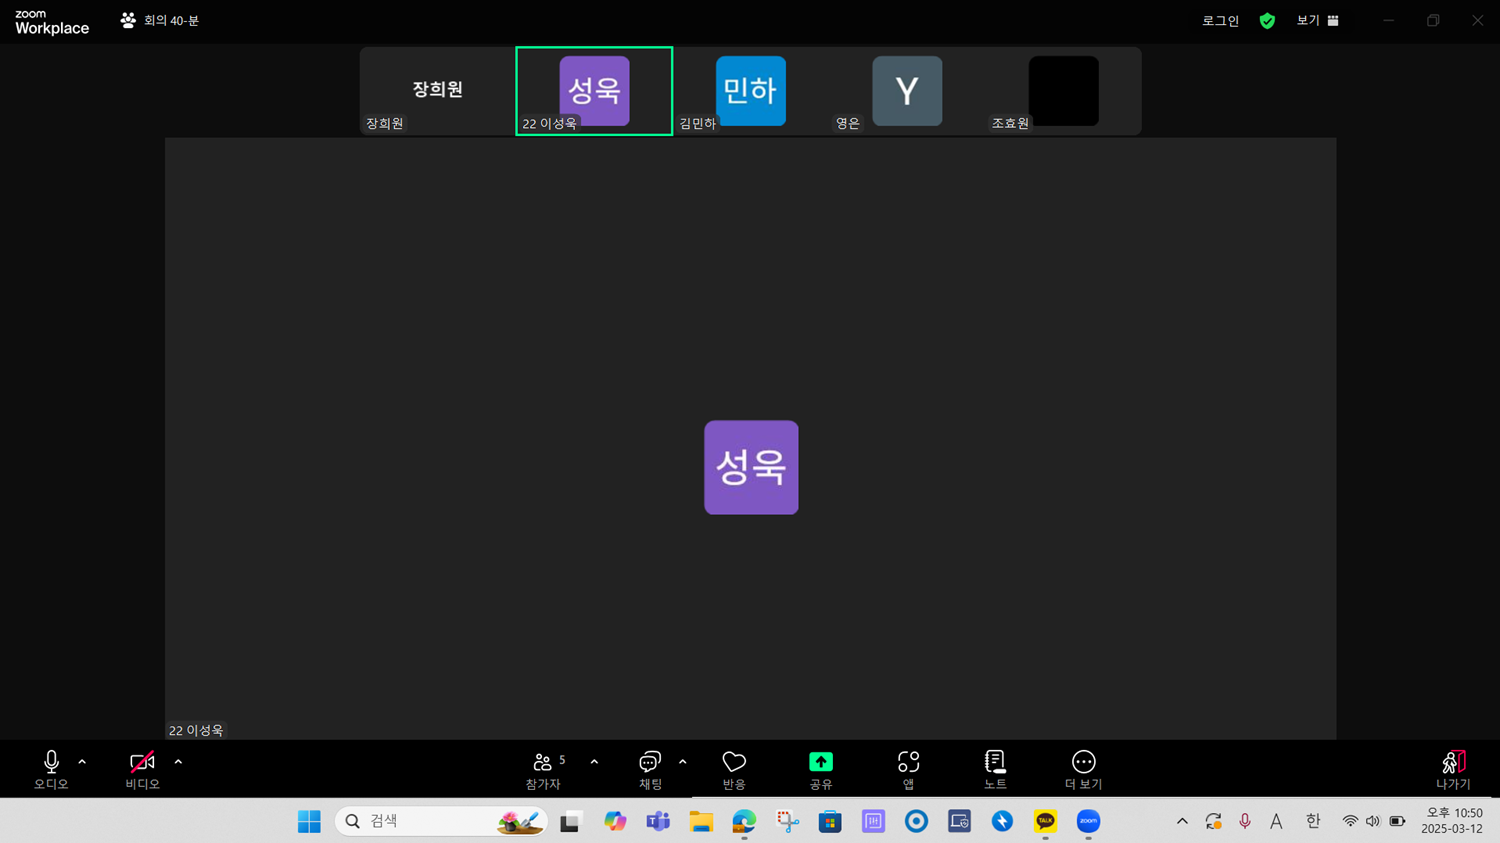 zoom
Workplace
회의 40-분
로그인
보기
장희원
장희원
성욱
22 이성욱
민하
김민하
Y
영은
조효원
성욱
22 이성욱
오디오
비디오
5
참가자
채팅
반응
공유
앱
노트
더 보기
나가기
검색
TALK
zoom
A
한
오후 10:50
2025-03-12